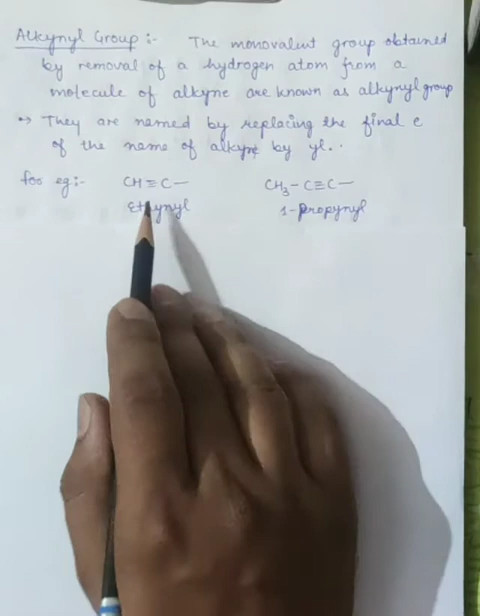 Alkynyl Group :- The monovalent group obtained
by removal of a hydrogen atom from a
molecule of alkyne are known as alkynyl group
→ They are named by replacing the final e
of the name of alkyne by yl..
for eg:- CH≡C— CH₃-C≡C—
Ethynyl 1-Propynyl